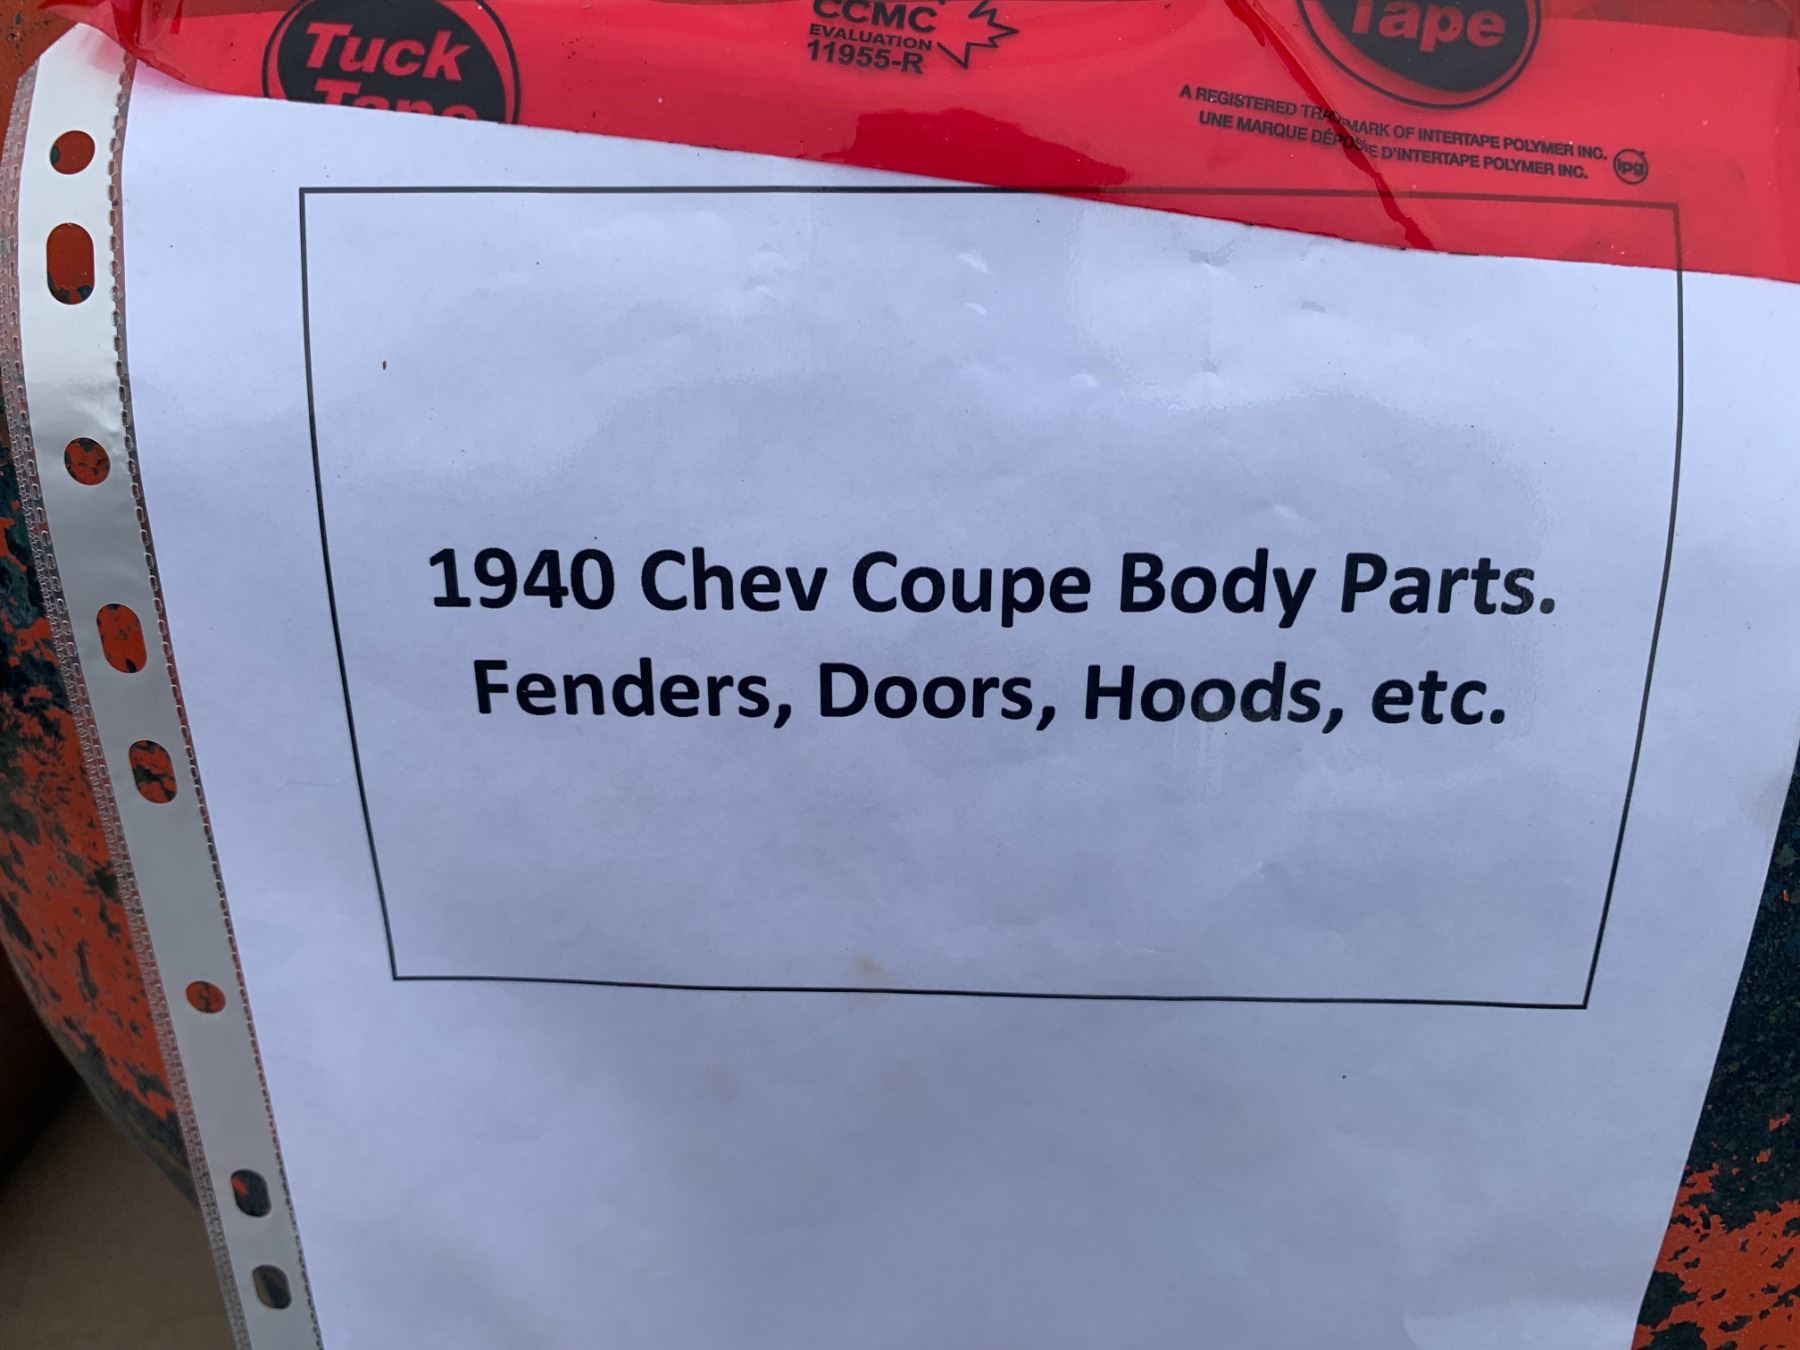 Tuck
Tape
CCMC
EVALUATION
11955-R
Tape
A REGISTERED TRADEMARK OF INTERTAPE POLYMER INC.
UNE MARQUE DÉPOSÉE D'INTERTAPE POLYMER INC.
ipg
1940 Chev Coupe Body Parts.
Fenders, Doors, Hoods, etc.